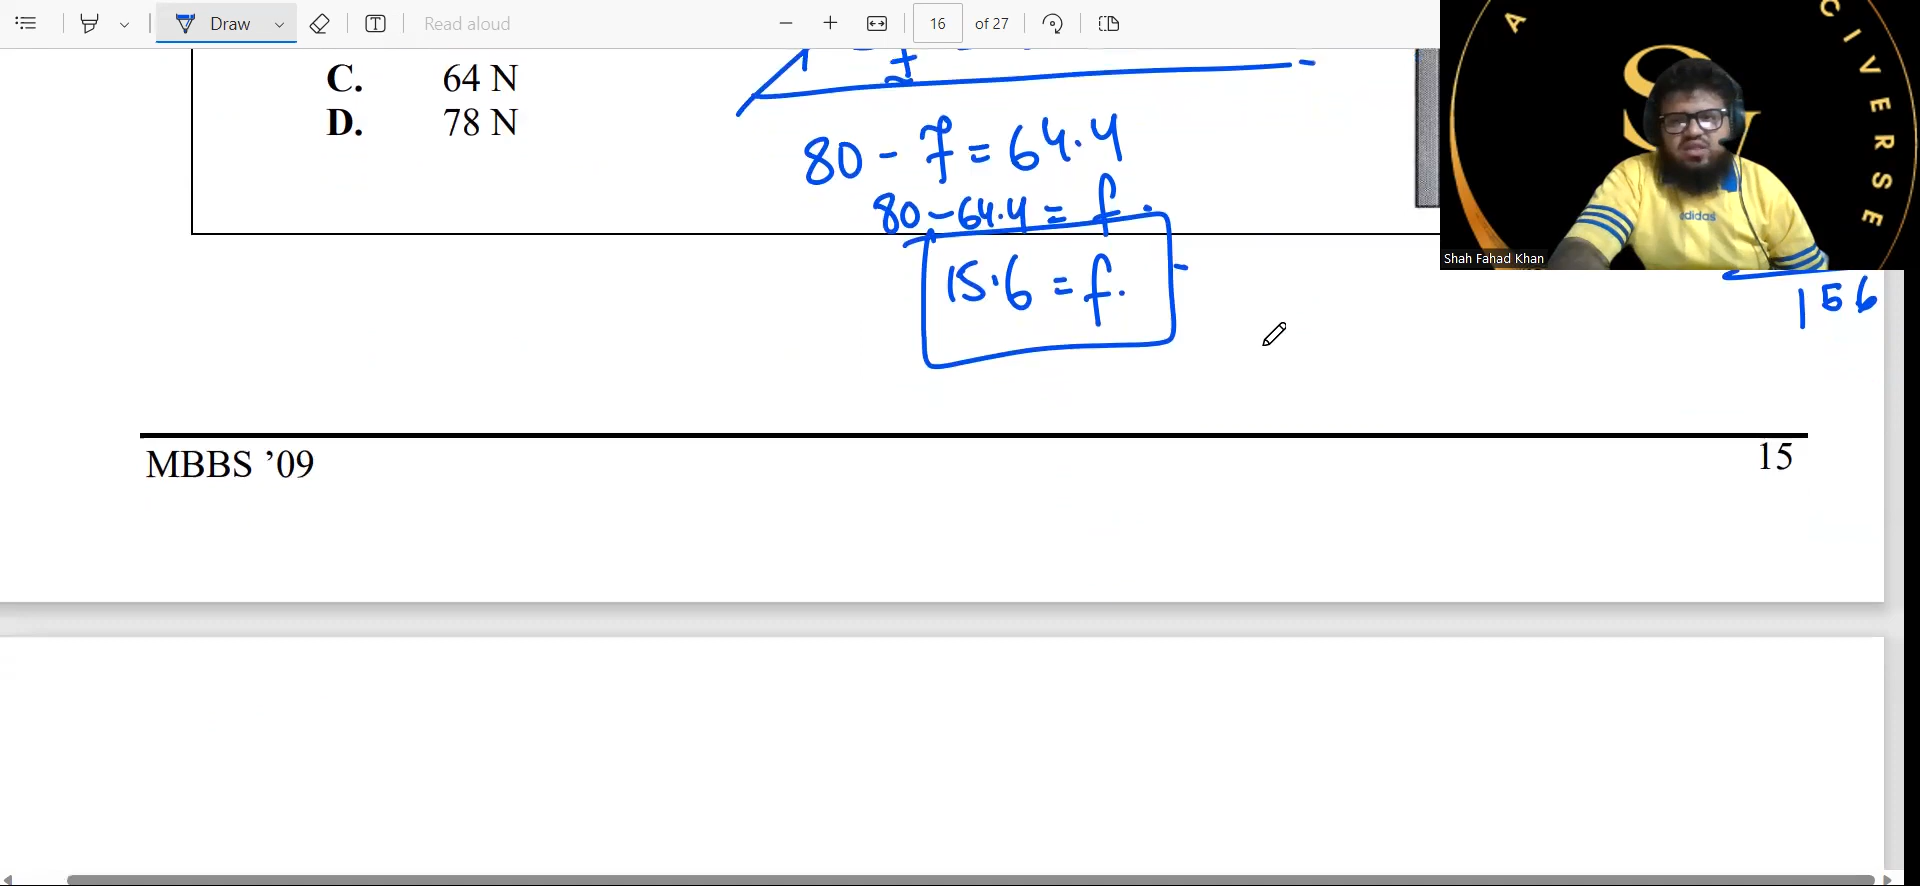 Draw
Read aloud
16 of 27
C. 64 N
D. 78 N
80 - f = 64.4
80 - 64.4 = f.
15.6 = f.
156
MBBS ’09
15
Shah Fahad Khan
adidas
A
CIVERSE